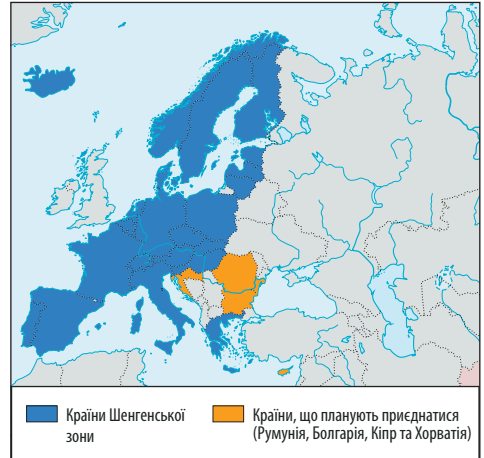 Країни Шенгенської
зони
Країни, що планують приєднатися
(Румунія, Болгарія, Кіпр та Хорватія)